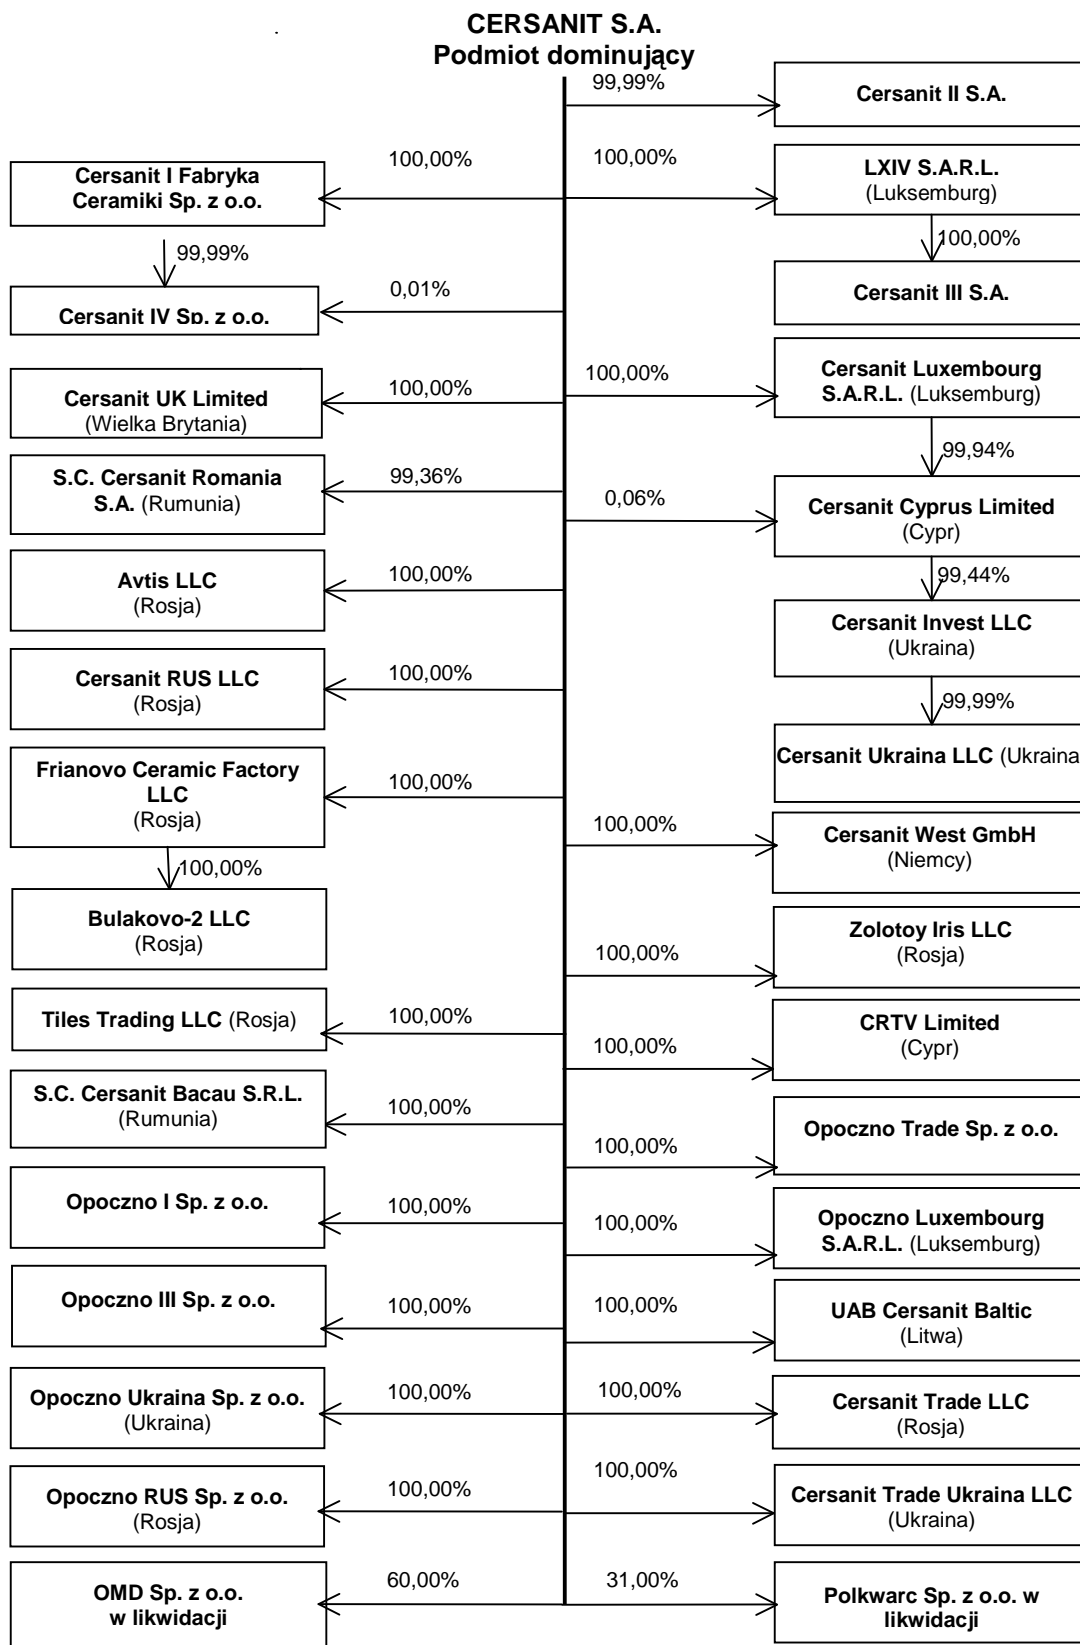 CERSANIT S.A.
Podmiot dominujący
99,99%
Cersanit II S.A.
100,00%
Cersanit I Fabryka
Ceramiki Sp. z o.o.
100,00%
LXIV S.A.R.L.
(Luksemburg)
99,99%
100,00%
Cersanit IV Sp. z o.o.
0,01%
Cersanit III S.A.
Cersanit UK Limited
(Wielka Brytania)
100,00%
100,00%
Cersanit Luxembourg
S.A.R.L. (Luksemburg)
99,94%
S.C. Cersanit Romania
S.A. (Rumunia)
99,36%
0,06%
Cersanit Cyprus Limited
(Cypr)
99,44%
Avtis LLC
(Rosja)
100,00%
Cersanit Invest LLC
(Ukraina)
99,99%
Cersanit RUS LLC
(Rosja)
100,00%
Cersanit Ukraina LLC (Ukraina
Frianovo Ceramic Factory
LLC
(Rosja)
100,00%
100,00%
Cersanit West GmbH
(Niemcy)
100,00%
Bulakovo-2 LLC
(Rosja)
100,00%
Zolotoy Iris LLC
(Rosja)
Tiles Trading LLC (Rosja)
100,00%
100,00%
CRTV Limited
(Cypr)
S.C. Cersanit Bacau S.R.L.
(Rumunia)
100,00%
100,00%
Opoczno Trade Sp. z o.o.
Opoczno I Sp. z o.o.
100,00%
100,00%
Opoczno Luxembourg
S.A.R.L. (Luksemburg)
Opoczno III Sp. z o.o.
100,00%
100,00%
UAB Cersanit Baltic
(Litwa)
Opoczno Ukraina Sp. z o.o.
(Ukraina)
100,00%
100,00%
Cersanit Trade LLC
(Rosja)
Opoczno RUS Sp. z o.o.
(Rosja)
100,00%
100,00%
Cersanit Trade Ukraina LLC
(Ukraina)
OMD Sp. z o.o.
w likwidacji
60,00%
31,00%
Polkwarc Sp. z o.o. w
likwidacji